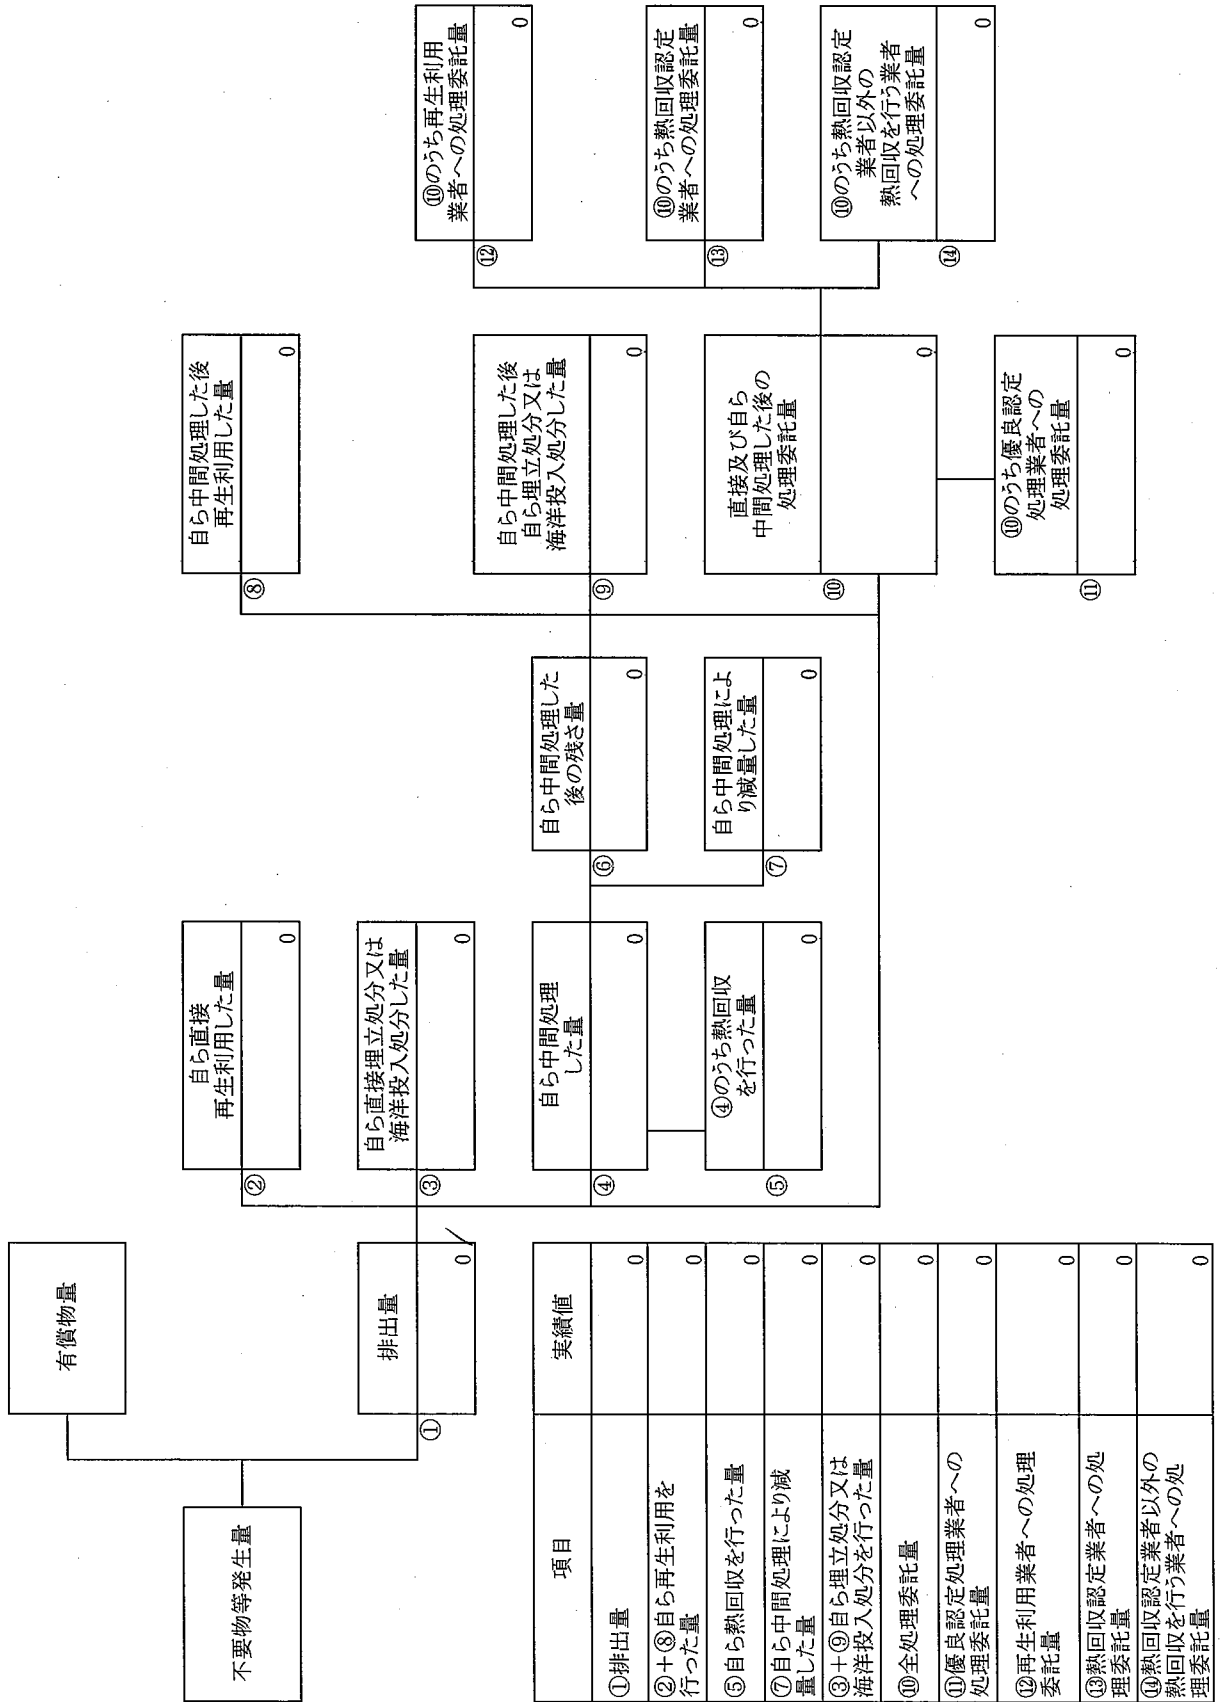 不要物等発生量
有償物量
排出量
①
0
自ら直接
再生利用した量
②
0
自ら直接埋立処分又は
海洋投入処分した量
③
0
自ら中間処理
した量
④
0
④のうち熱回収
を行った量
⑤
0
自ら中間処理した
後の残さ量
⑥
0
自ら中間処理によ
り減量した量
⑦
0
自ら中間処理した後
再生利用した量
⑧
0
自ら中間処理した後
自ら埋立処分又は
海洋投入処分した量
⑨
0
直接及び自ら
中間処理した後の
処理委託量
⑩
0
⑩のうち優良認定
処理業者への
処理委託量
⑪
0
⑩のうち再生利用
業者への処理委託量
⑫
0
⑩のうち熱回収認定
業者への処理委託量
⑬
0
⑩のうち熱回収認定
業者以外の
熱回収を行う業者
への処理委託量
⑭
0
項目 実績値
①排出量 0
②+⑧自ら再生利用を
行った量 0
⑤自ら熱回収を行った量 0
⑦自ら中間処理により減
量した量 0
③+⑨自ら埋立処分又は
海洋投入処分を行った量 0
⑩全処理委託量 0
⑪優良認定処理業者への
処理委託量 0
⑫再生利用業者への処理
委託量 0
⑬熱回収認定業者への処
理委託量 0
⑭熱回収認定業者以外の
熱回収を行う業者への処
理委託量 0